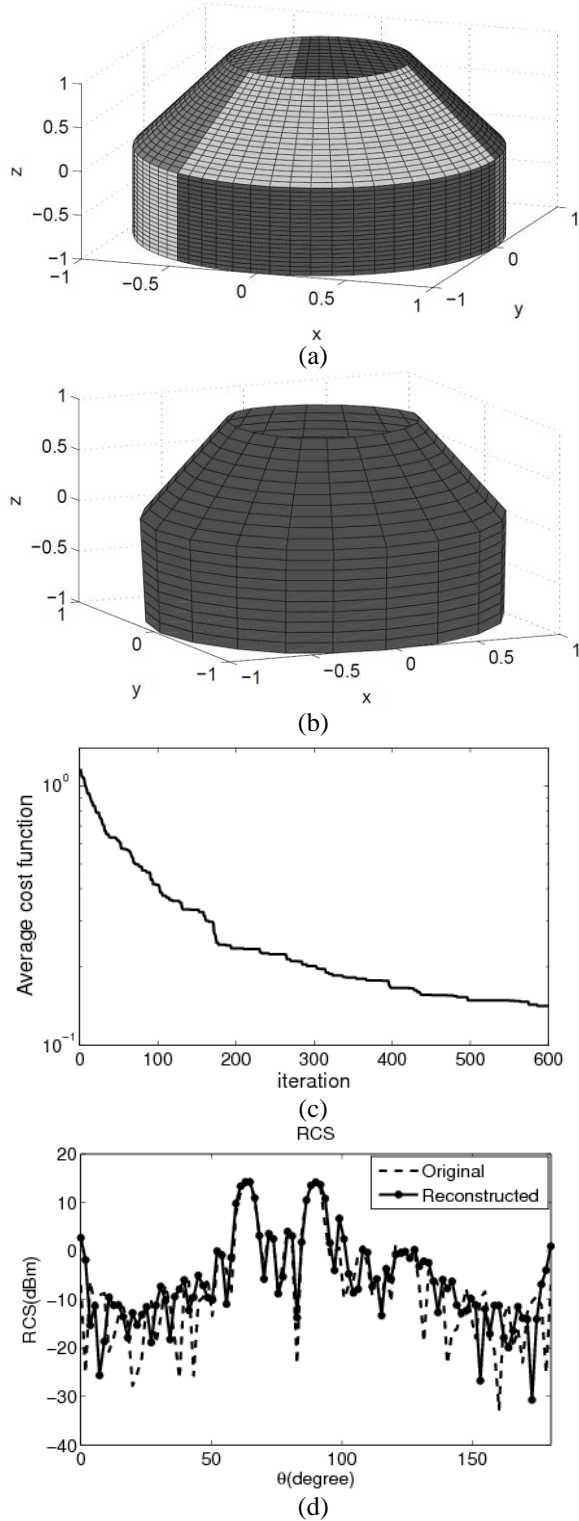 1
0.5
0
−0.5
−1
z
−1
−0.5
0
0.5
1
x
−1
0
1
y
(a)
1
0.5
0
−0.5
−1
z
1
0
−1
y
−1
−0.5
0
0.5
1
x
(b)
10^0
10^-1
Average cost function
0 100 200 300 400 500 600
iteration
(c)
RCS
20
10
0
−10
−20
−30
−40
RCS(dBm)
Original
Reconstructed
0 50 100 150
θ(degree)
(d)